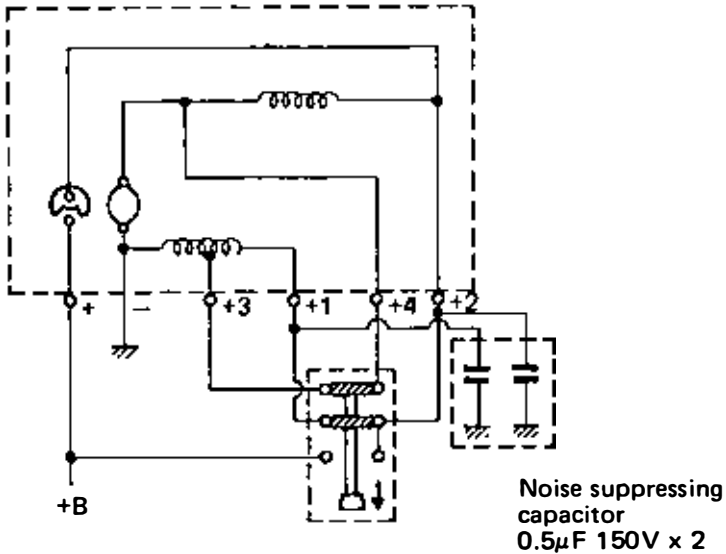 + − +3 +1 +4 +2
+B
Noise suppressing
capacitor
0.5μF 150V x 2